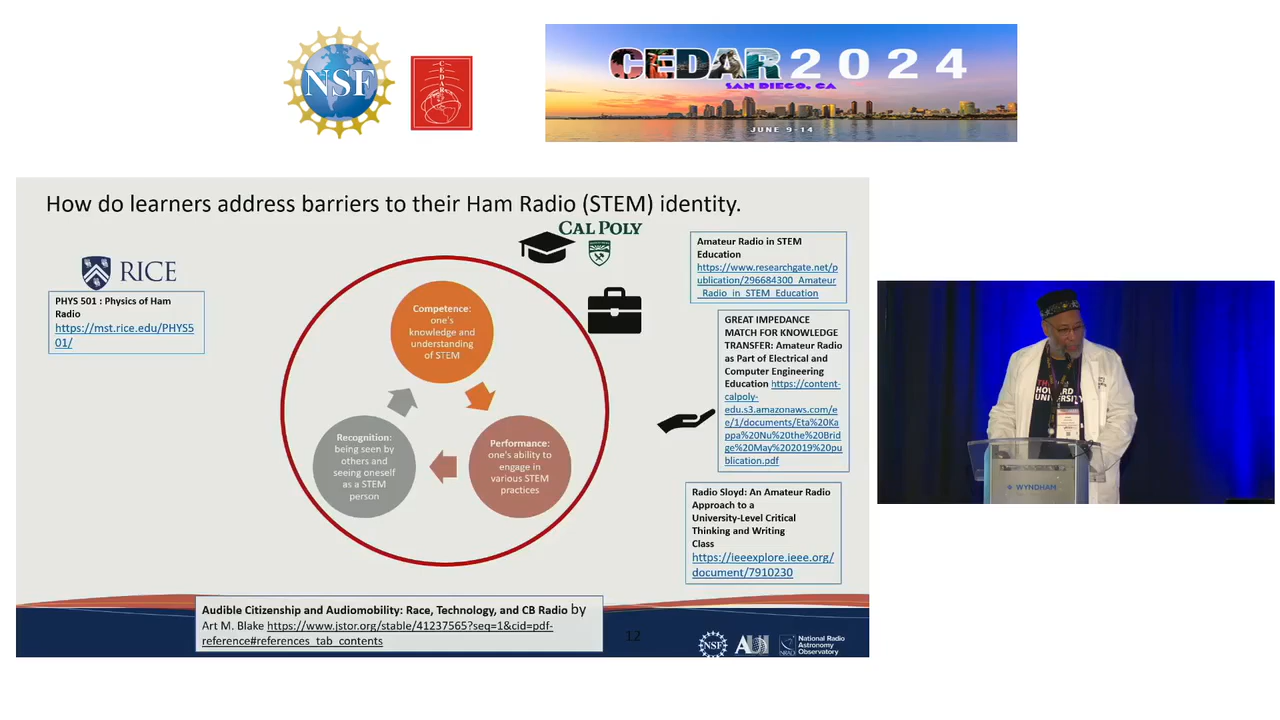 NSF
CEDAR
CEDAR 2024
SAN DIEGO, CA
JUNE 9-14
How do learners address barriers to their Ham Radio (STEM) identity.
CAL POLY
RICE
PHYS 501 : Physics of Ham
Radio
https://mst.rice.edu/PHYS5
01/
Competence:
one's
knowledge and
understanding
of STEM
Performance:
one's ability to
engage in
various STEM
practices
Recognition:
being seen by
others and
seeing oneself
as a STEM
person
Amateur Radio in STEM
Education
https://www.researchgate.net/p
ublication/296684300_Amateur
_Radio_in_STEM_Education
GREAT IMPEDANCE
MATCH FOR KNOWLEDGE
TRANSFER: Amateur Radio
as Part of Electrical and
Computer Engineering
Education https://content-
calpoly-
edu.s3.amazonaws.com/e
e/1/documents/Eta%20Ka
ppa%20Nu%20the%20Brid
ge%20May%202019%20pu
blication.pdf
Radio Sloyd: An Amateur Radio
Approach to a
University-Level Critical
Thinking and Writing
Class
https://ieeexplore.ieee.org/
document/7910230
Audible Citizenship and Audiomobility: Race, Technology, and CB Radio by
Art M. Blake https://www.jstor.org/stable/41237565?seq=1&cid=pdf-
reference#references_tab_contents
12
NSF
AUI
NRAO
National Radio
Astronomy
Observatory
HOWARD
UNIVERSITY
WYNDHAM